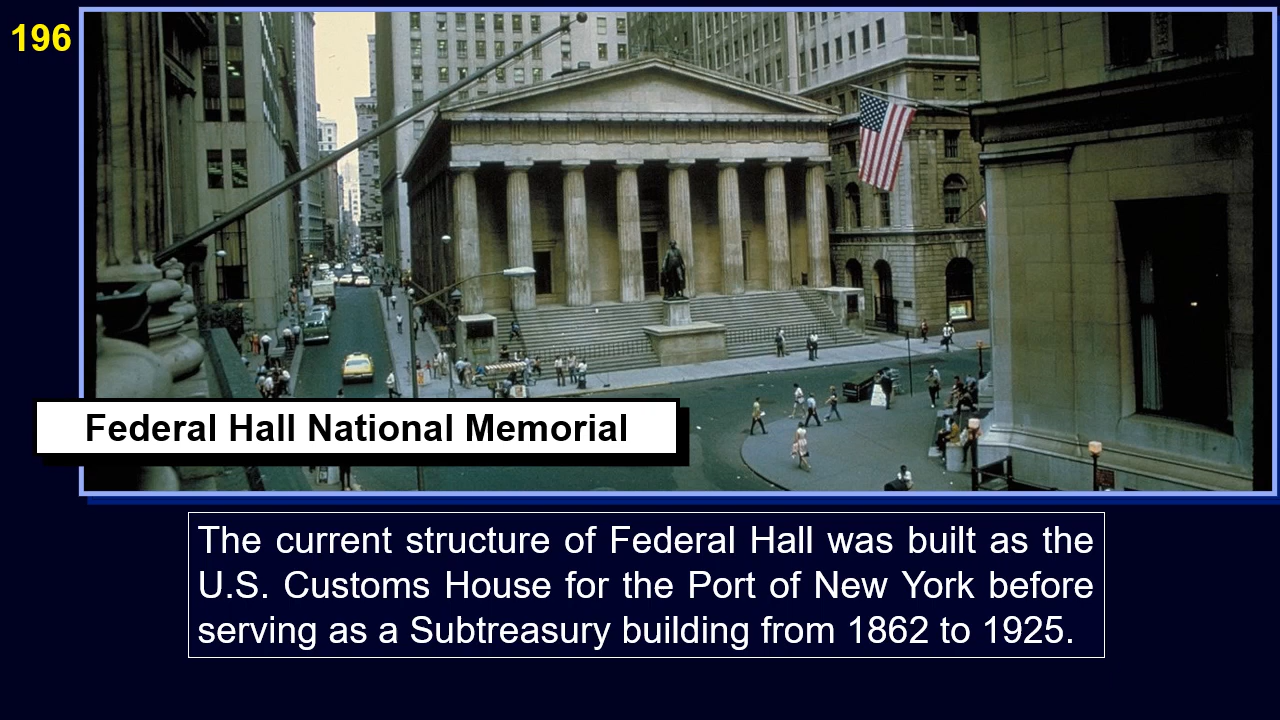 196
Federal Hall National Memorial
The current structure of Federal Hall was built as the
U.S. Customs House for the Port of New York before
serving as a Subtreasury building from 1862 to 1925.